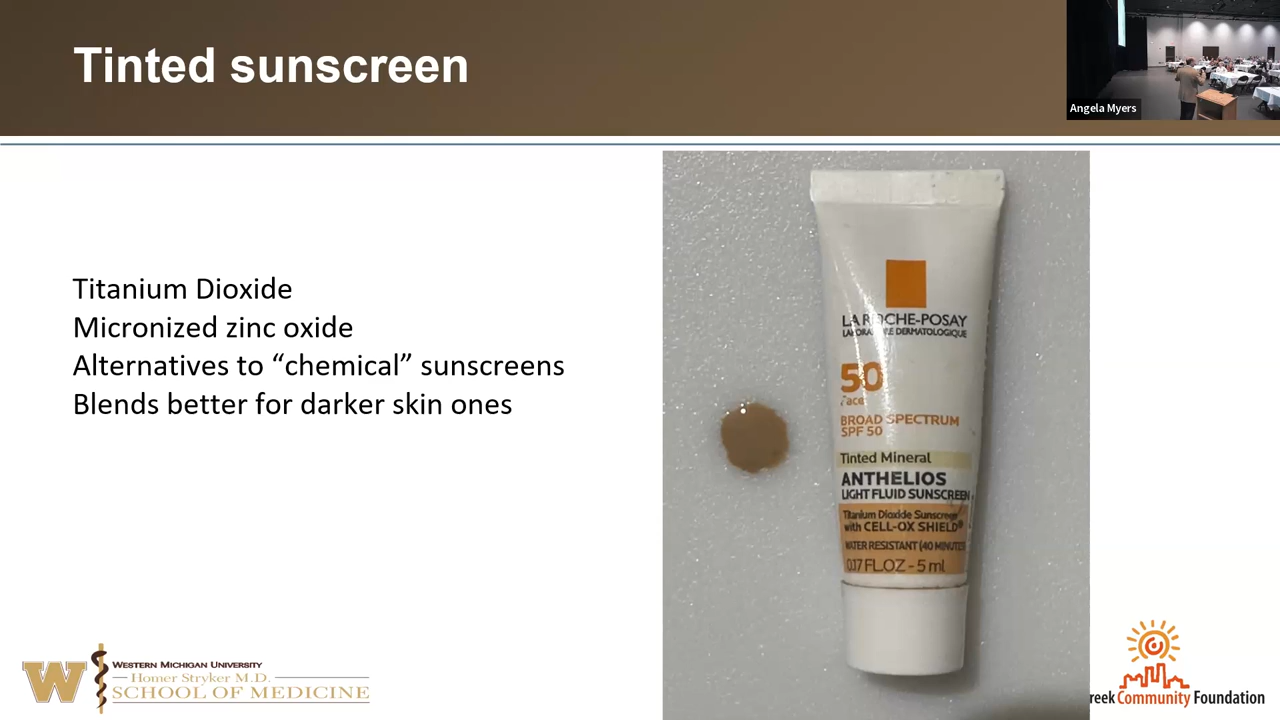 Tinted sunscreen
Angela Myers
Titanium Dioxide
Micronized zinc oxide
Alternatives to “chemical” sunscreens
Blends better for darker skin ones
LA ROCHE-POSAY
LABORATOIRE DERMATOLOGIQUE
50
Face
BROAD SPECTRUM
SPF 50
Tinted Mineral
ANTHELIOS
LIGHT FLUID SUNSCREEN
Titanium Dioxide Sunscreen
with CELL-OX SHIELD®
WATER RESISTANT (40 MINUTES
0.17 FL.OZ - 5 ml
W
WESTERN MICHIGAN UNIVERSITY
Homer Stryker M.D.
SCHOOL OF MEDICINE
reek Community Foundation